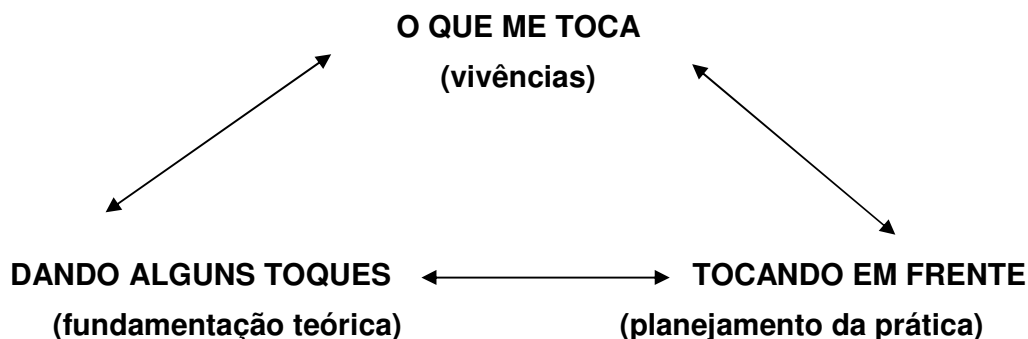 O QUE ME TOCA
(vivências)
DANDO ALGUNS TOQUES
TOCANDO EM FRENTE
(fundamentação teórica)
(planejamento da prática)